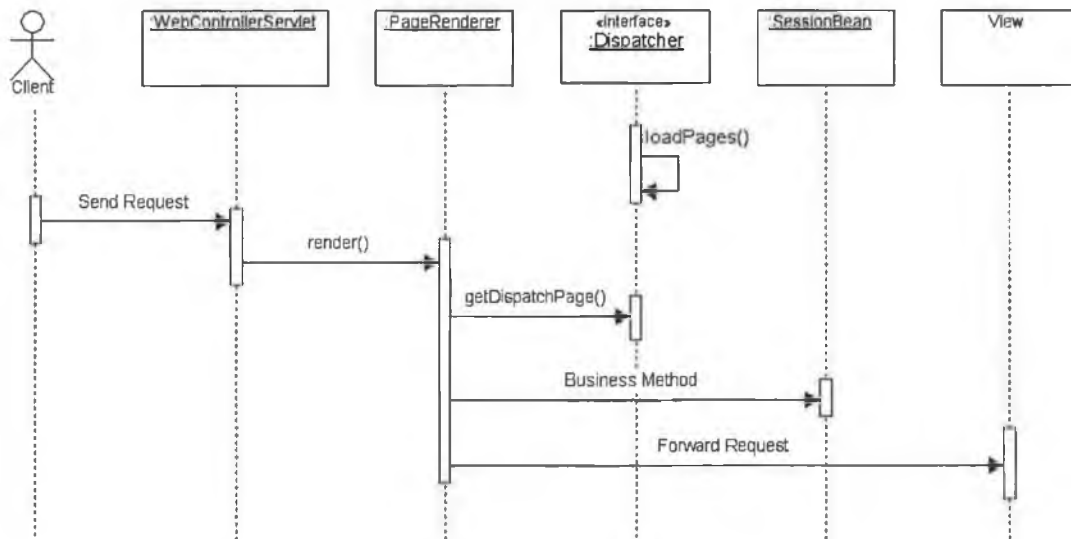 :WebControllerServlet
:PageRenderer
«Interface»
:Dispatcher
:SessionBean
View
Client
loadPages()
Send Request
render()
getDispatchPage()
Business Method
Forward Request